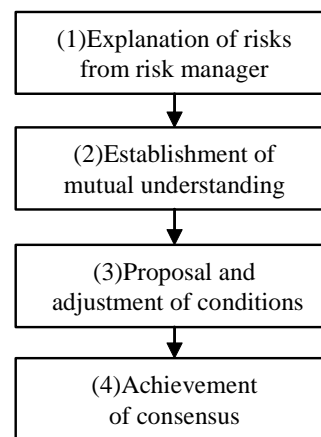 (1)Explanation of risks
from risk manager
(2)Establishment of
mutual understanding
(3)Proposal and
adjustment of conditions
(4)Achievement
of consensus